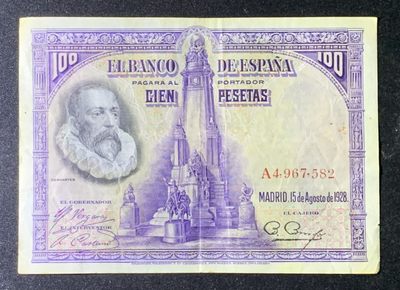 100 EL BANCO DE ESPAÑA 100
PAGARÁ AL PORTADOR
CIEN PESETAS
A4,967,582
CERVANTES
MADRID, 15 de Agosto de 1928.
EL GOBERNADOR
EL CAJERO
EL INTERVENTOR